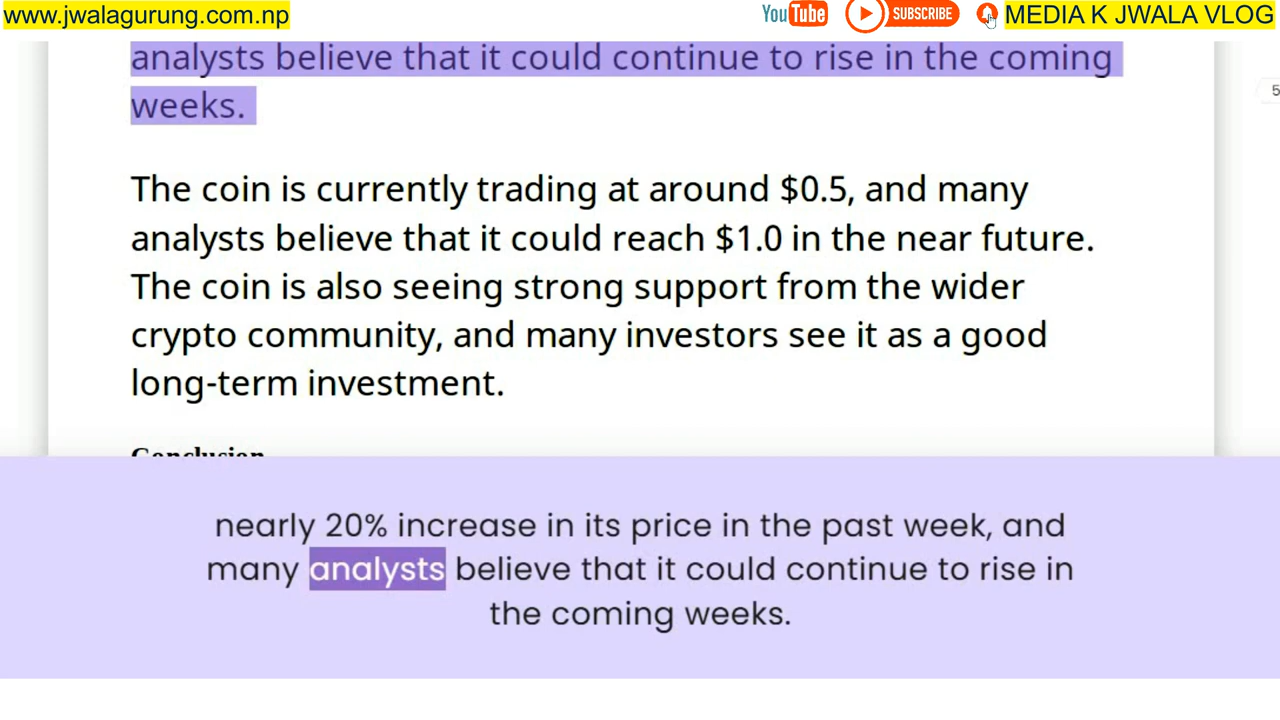 www.jwalagurung.com.np
YouTube SUBSCRIBE MEDIA K JWALA VLOG
analysts believe that it could continue to rise in the coming
weeks.
5
The coin is currently trading at around $0.5, and many
analysts believe that it could reach $1.0 in the near future.
The coin is also seeing strong support from the wider
crypto community, and many investors see it as a good
long-term investment.
Conclusion
nearly 20% increase in its price in the past week, and
many analysts believe that it could continue to rise in
the coming weeks.